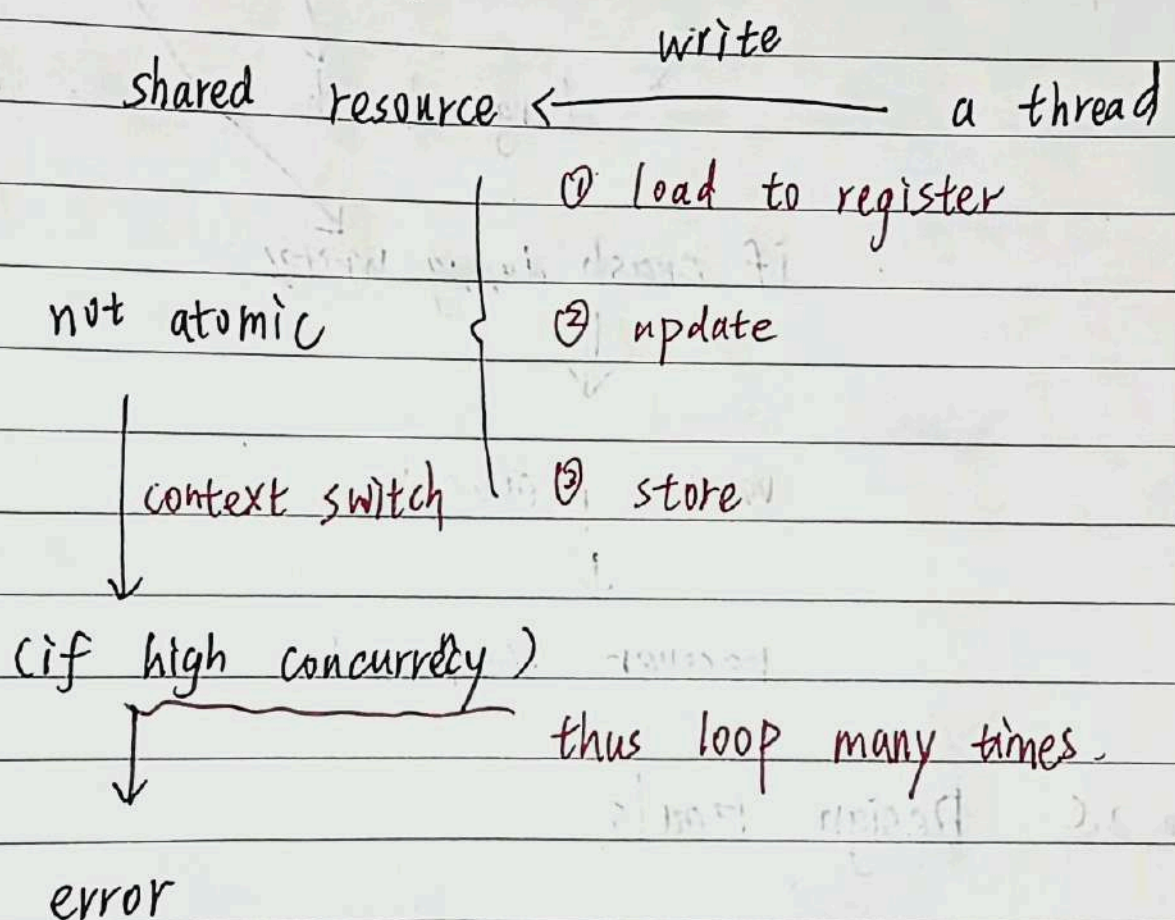 write
shared resource a thread
① load to register
not atomic ② update
context switch ③ store
(if high concurrecy)
thus loop many times.
error